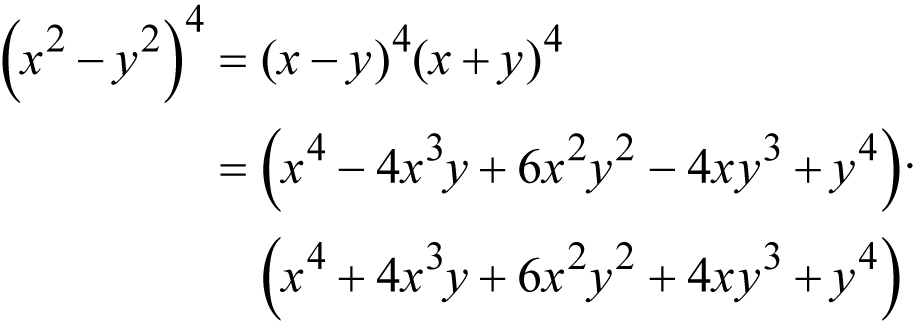 (x² − y²)⁴ = (x − y)⁴(x + y)⁴
= (x⁴ − 4x³y + 6x²y² − 4xy³ + y⁴)·
(x⁴ + 4x³y + 6x²y² + 4xy³ + y⁴)